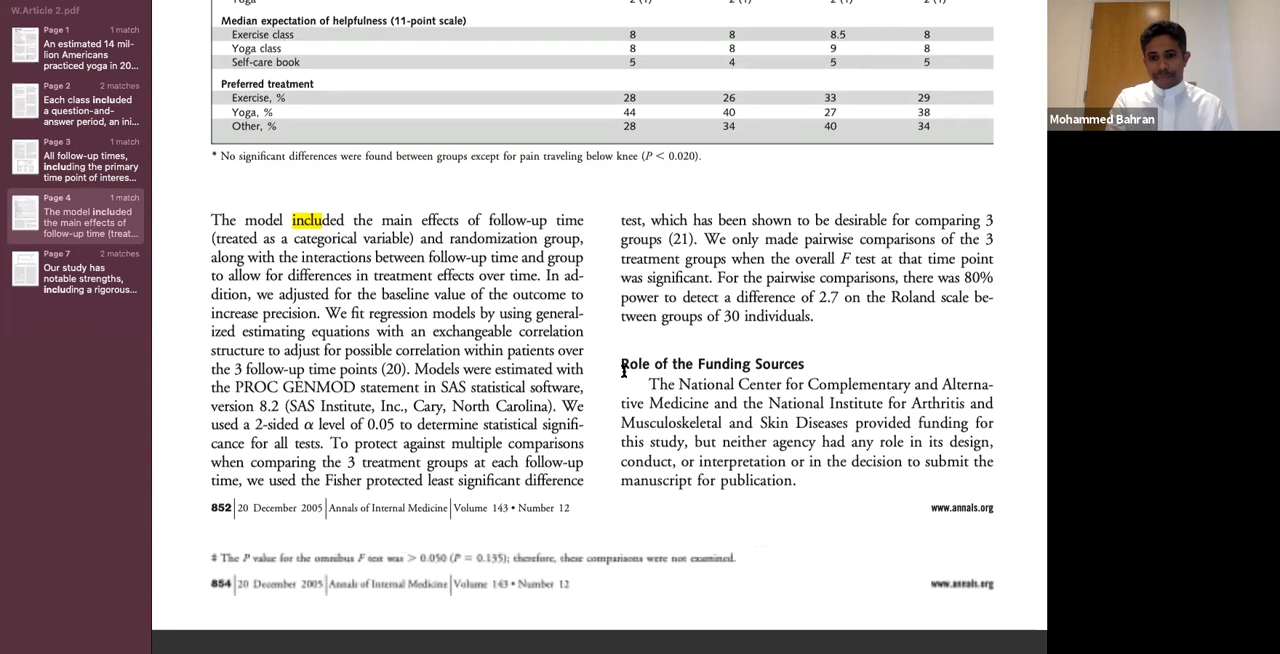 W.Article 2.pdf
Page 1 1 match
An estimated 14 mil-
lion Americans
practiced yoga in 20...
Page 2 2 matches
Each class included
a question-and-
answer period, an ini...
Page 3 1 match
All follow-up times,
including the primary
time point of interes...
Page 4 1 match
The model included
the main effects of
follow-up time (treat...
Page 7 2 matches
Our study has
notable strengths,
including a rigorous...
Median expectation of helpfulness (11-point scale)
Exercise class 8 8 8.5 8
Yoga class 8 8 9 8
Self-care book 5 4 5 5
Preferred treatment
Exercise, % 28 26 33 29
Yoga, % 44 40 27 38
Other, % 28 34 40 34
* No significant differences were found between groups except for pain traveling below knee (P < 0.020).
The model included the main effects of follow-up time
(treated as a categorical variable) and randomization group,
along with the interactions between follow-up time and group
to allow for differences in treatment effects over time. In ad-
dition, we adjusted for the baseline value of the outcome to
increase precision. We fit regression models by using general-
ized estimating equations with an exchangeable correlation
structure to adjust for possible correlation within patients over
the 3 follow-up time points (20). Models were estimated with
the PROC GENMOD statement in SAS statistical software,
version 8.2 (SAS Institute, Inc., Cary, North Carolina). We
used a 2-sided α level of 0.05 to determine statistical signifi-
cance for all tests. To protect against multiple comparisons
when comparing the 3 treatment groups at each follow-up
time, we used the Fisher protected least significant difference
test, which has been shown to be desirable for comparing 3
groups (21). We only made pairwise comparisons of the 3
treatment groups when the overall F test at that time point
was significant. For the pairwise comparisons, there was 80%
power to detect a difference of 2.7 on the Roland scale be-
tween groups of 30 individuals.
Role of the Funding Sources
The National Center for Complementary and Alterna-
tive Medicine and the National Institute for Arthritis and
Musculoskeletal and Skin Diseases provided funding for
this study, but neither agency had any role in its design,
conduct, or interpretation or in the decision to submit the
manuscript for publication.
852 20 December 2005 Annals of Internal Medicine Volume 143 • Number 12 www.annals.org
‡ The P value for the omnibus F test was > 0.050 (P = 0.135); therefore, these comparisons were not examined.
854 20 December 2005 Annals of Internal Medicine Volume 143 • Number 12 www.annals.org
Mohammed Bahran